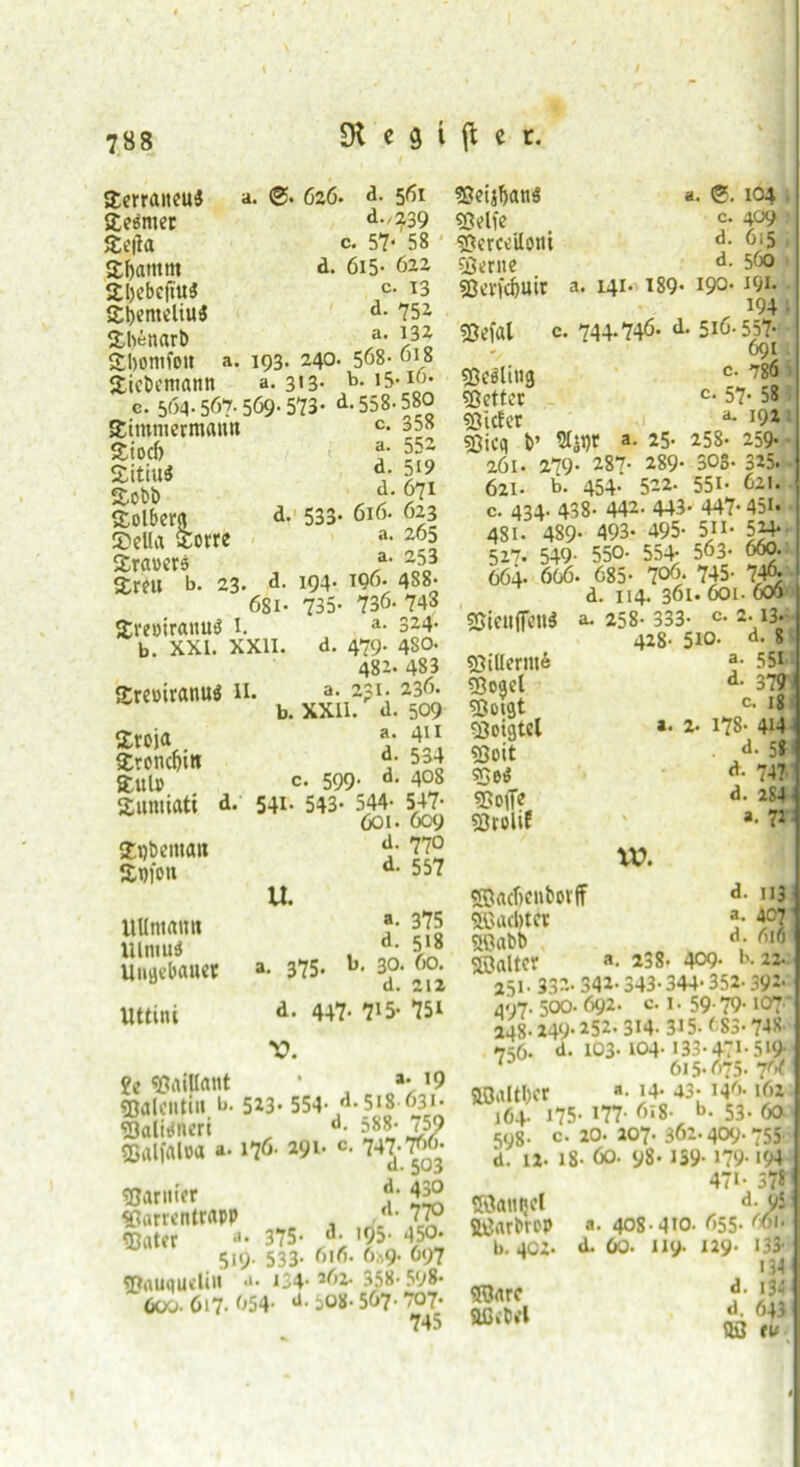 788 Register.
Terraneus a. S. 626. d. 561
Tesmer d. 239
Testa c. 57. 58
Thamm d. 615. 622
Thebesius c. 13
Themelius d. 752
Thénard a. 132
Thomson a. 193. 240. 568. 618
Tiedemann a. 313. b. 15. 16.
c. 564. 567. 569. 573. d. 558. 580
Timmermann c. 358
Tioch a. 552
Titius d. 519
Todd d. 671
Tolberg d. 533. 616. 623
Della Torre a. 265
Travers a. 253
Treu b. 23. d. 194. 196. 488.
681. 735. 736. 748
Treviranus I. a. 324.
b. XXI. XXII. d. 479. 480.
482. 483
Treviranus II. a. 231. 236.
b. XXII. d. 509
Troja a. 411
Tronchin d. 534
Tulp c. 599. d. 408
Tumiati d. 541. 543. 544. 547.
601. 609
Tydeman d. 770
Tyson d. 557
U.
Ullmann a. 375
Ulmus d. 518
Ungebauer a. 375. b. 30. 60.
d. 212
Uttini d. 447. 715. 751
V.
Le Vaillant a. 19
Valentin b. 523. 554. d. 518. 631.
Valisneri d. 588. 759
Valsalva a. 176. 291. c. 747. 766.
d. 503
Varnier d. 430
Varrentrapp d. 770
Vater a. 375. d. 195. 450.
519. 533. 616. 689. 697
Vauquelin a. 134. 262. 358. 598.
600. 617. 654. d. 508. 567. 707.
745
Veizhans a. S. 104
Velse c. 409
Vercelloni d. 615
Verne d. 560
Verschuir a. 141. 189. 190. 191.
194
Vesal c. 744. 746. d. 516. 557.
691
Vesling c. 786
Vetter c. 57. 58
Vicker a. 192
Vicq d' Azyr a. 25. 258. 259.
261. 279. 287. 289. 303. 325.
621. b. 454. 522. 551. 621.
c. 434. 438. 442. 443. 447. 451.
481. 489. 493. 495. 511. 524.
527. 549. 550. 554. 563. 660.
664. 666. 685. 706. 745. 746.
d. 114. 361. 601. 606
Vieussens a. 258. 333. c. 2. 13.
428. 510. d. 8
Villermé a. 551
Vogel d. 379
Voigt c. 18
Voigtel a. 2. 178. 414
Voit d. 58
Vos d. 747
Vosse d. 284
Vrolik a. 72
W.
Wachendorff d. 113
Wachter a. 407
Wadd d. 616
Walter a. 238. 409. b. 22.
251. 332. 342. 343. 344. 352. 392.
497. 500. 692. c. 1. 59. 79. 107.
248. 249. 252. 314. 315. 683. 748.
756. d. 103. 104. 133. 471. 519.
615. 675.
Walther a. 14. 43. 146. 162
164. 175. 177. 618. b. 53. 60.
598. c. 20. 207. 362. 409. 755
d. 12. 18. 60. 98. 139. 179. 194
471. 378
d. 95
Wardrop a. 408. 410. 655. 661.
b. 402. d. 60. 119. 129. 133
134
Ware d. 134
Webel d. 643
We